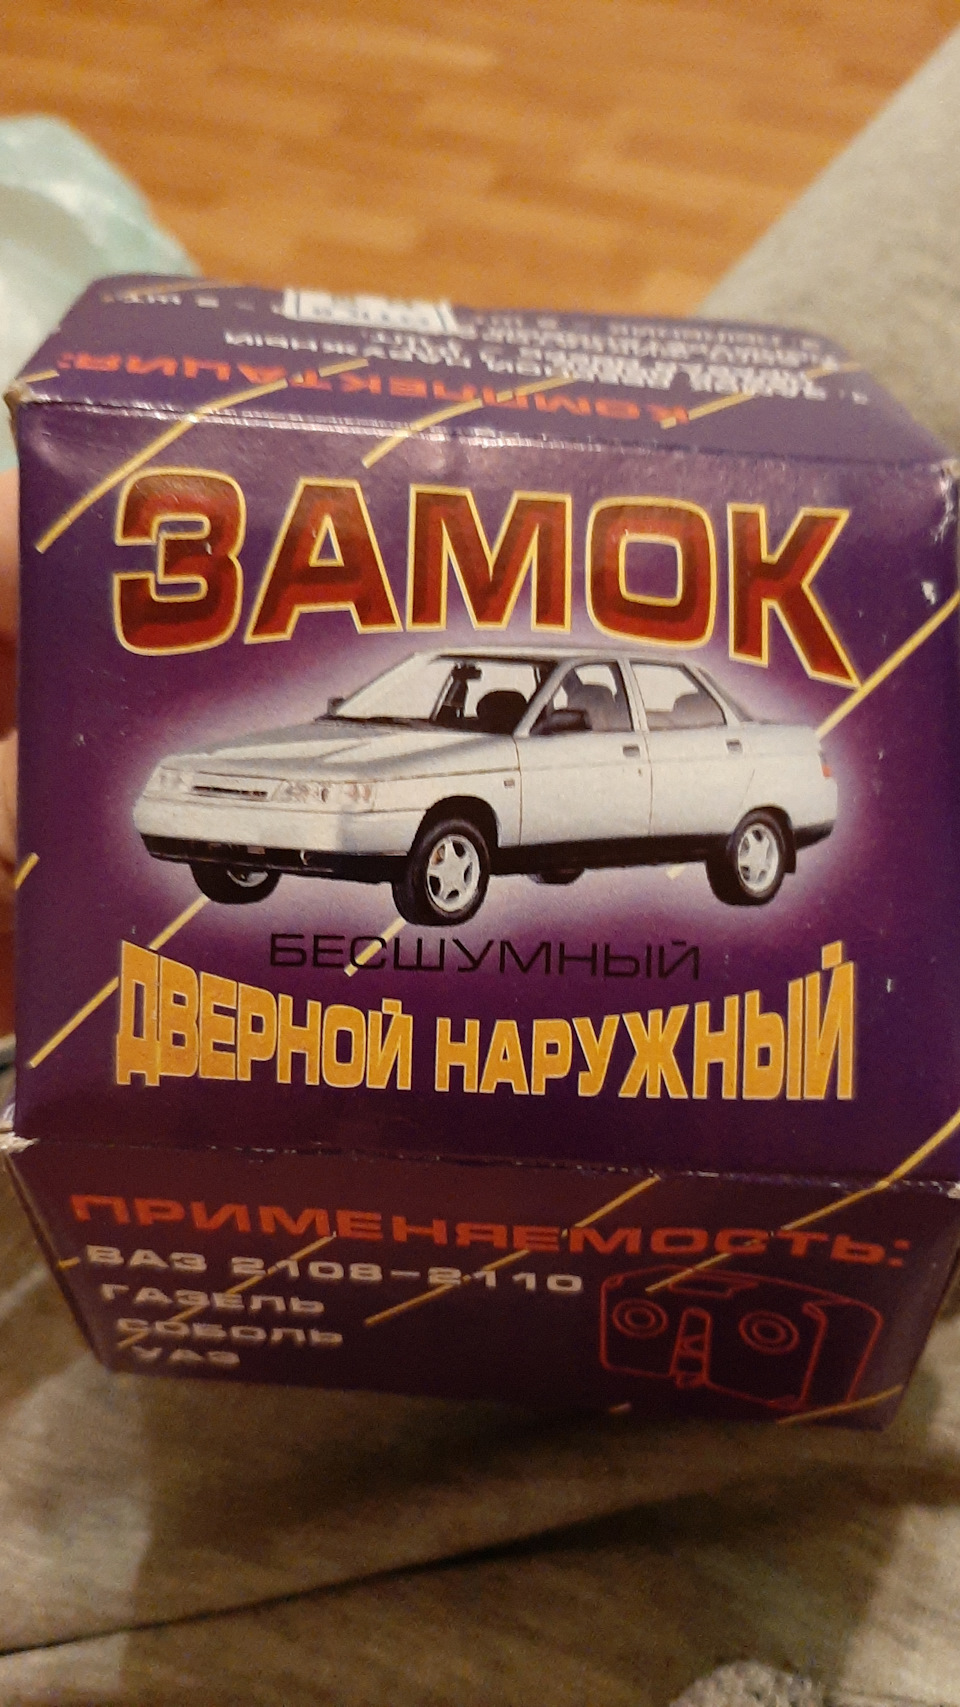 КОМПЛЕКТАЦИЯ:
ЗАМОК
БЕСШУМНЫЙ
ДВЕРНОЙ НАРУЖНЫЙ
ПРИМЕНЯЕМОСТЬ:
ВАЗ 2108-2110
ГАЗЕЛЬ
СОБОЛЬ
УАЗ